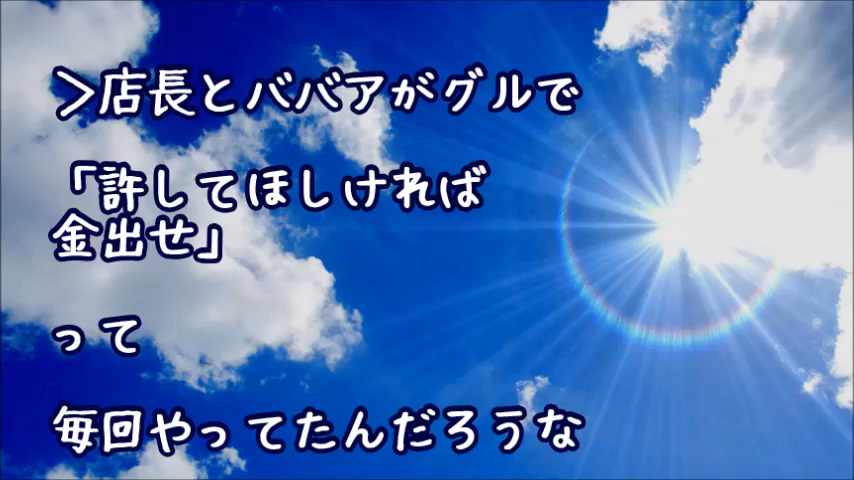 ＞店長とババアがグルで
「許してほしければ
金出せ」
って
毎回やってたんだろうな